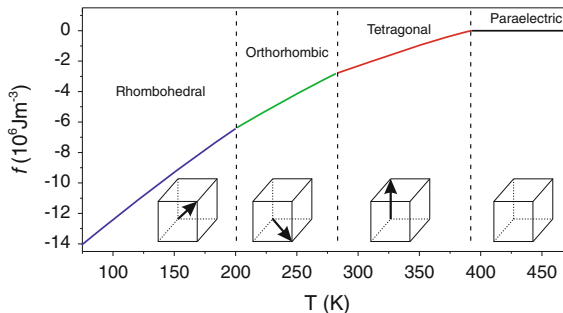 Paraelectric
Tetragonal
Orthorhombic
Rhombohedral
f (10⁶Jm⁻³)
0
-2
-4
-6
-8
-10
-12
-14
100 150 200 250 300 350 400 450
T (K)